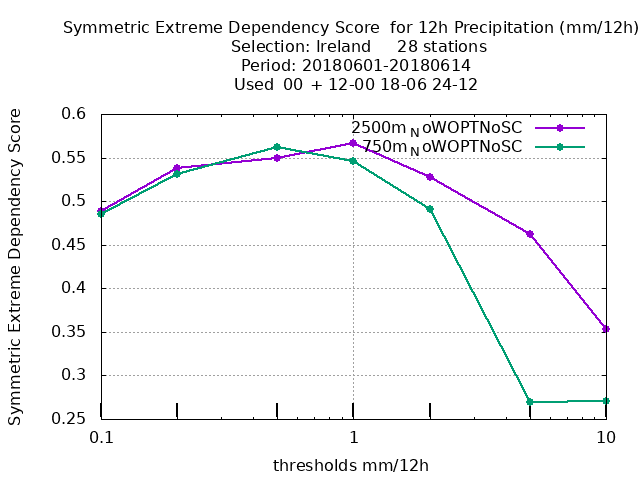 Symmetric Extreme Dependency Score  for 12h Precipitation (mm/12h)
Selection: Ireland     28 stations
Period: 20180601-20180614
Used  00  + 12-00 18-06 24-12
2500mNoWOPTNoSC
750mNoWOPTNoSC
Symmetric Extreme Dependency Score
0.6
0.55
0.5
0.45
0.4
0.35
0.3
0.25
0.1 1 10
thresholds mm/12h